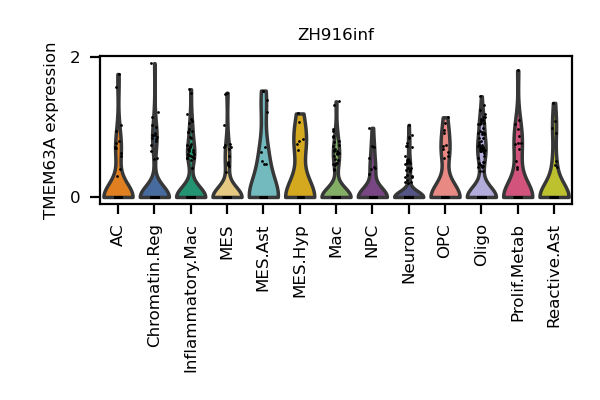 ZH916inf
TMEM63A expression
2
0
AC
Chromatin.Reg
Inflammatory.Mac
MES
MES.Ast
MES.Hyp
Mac
NPC
Neuron
OPC
Oligo
Prolif.Metab
Reactive.Ast